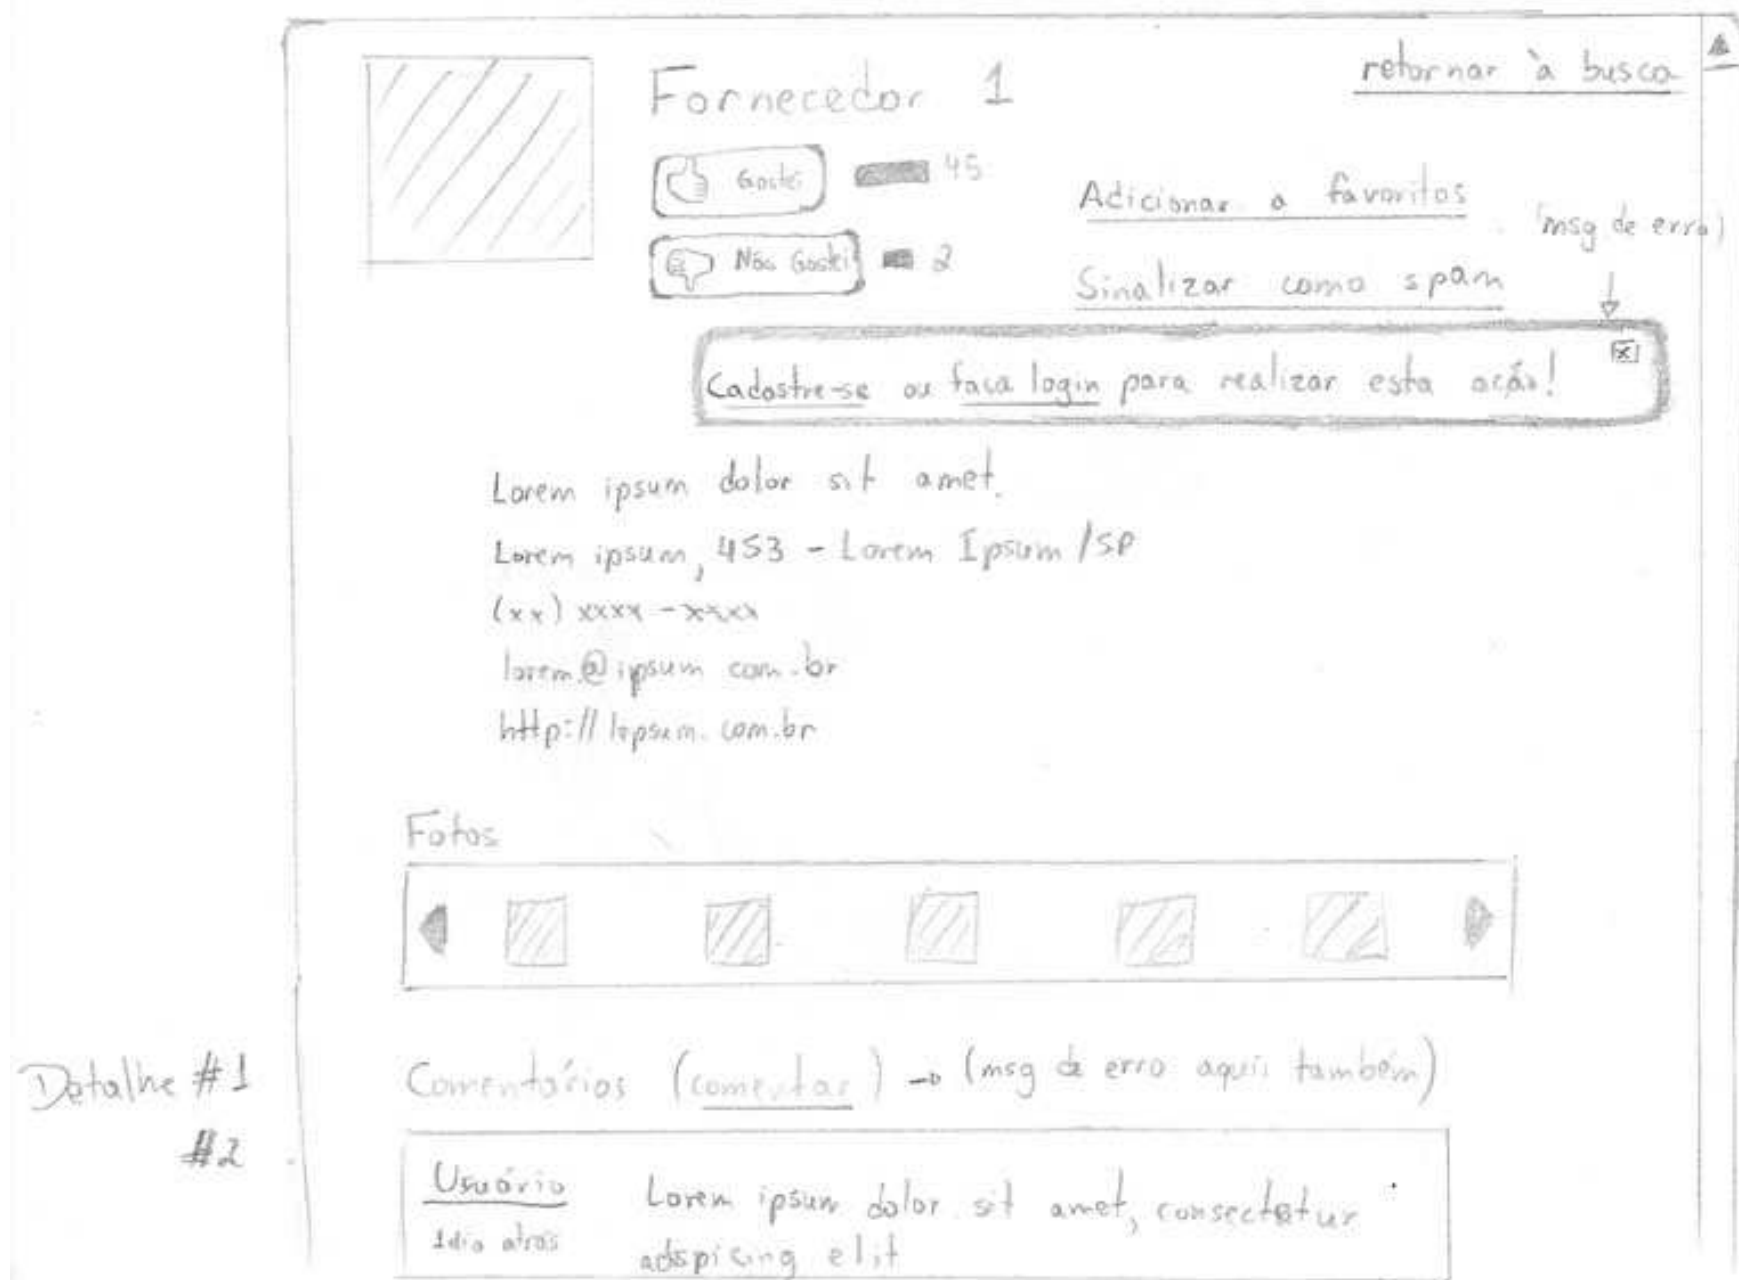 Fornecedor 1
retornar à busca
Gostei 45
Não Gostei 2
Adicionar a favoritos
(msg de erro)
Sinalizar como spam
x
Cadastre-se ou faça login para realizar esta ação!
Lorem ipsum dolor sit amet.
Lorem ipsum, 453 - Lorem Ipsum /SP
(xx) xxxx-xxxx
lorem@ipsum.com.br
http://lopsum.com.br
Fotos
Detalhe #1
#2
Comentários (comentar) → (msg de erro aqui também)
Usuário
1 dia atrás
Lorem ipsum dolor sit amet, consectetur
adspicing elit